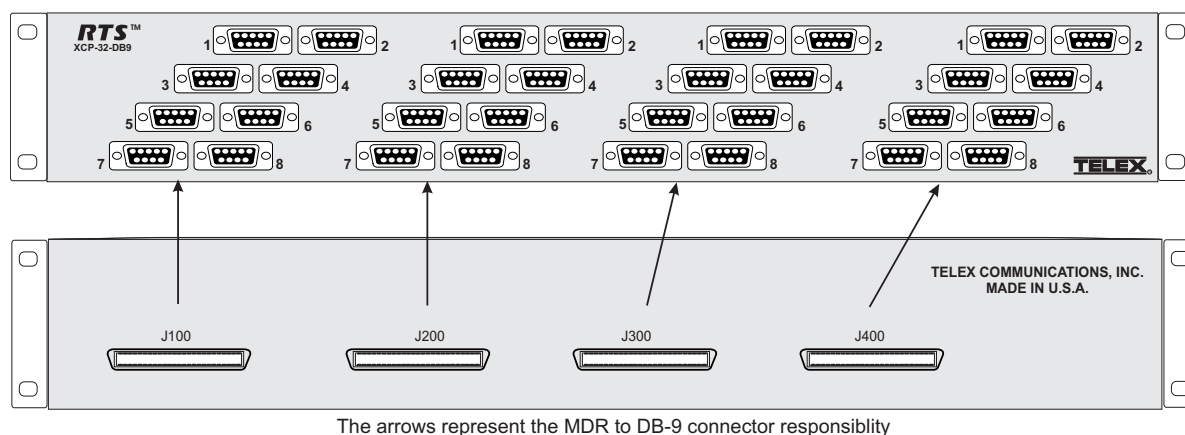 RTS™
XCP-32-DB9
1 2 1 2 1 2 1 2
3 4 3 4 3 4 3 4
5 6 5 6 5 6 5 6
7 8 7 8 7 8 7 8
TELEX®
TELEX COMMUNICATIONS, INC.
MADE IN U.S.A.
J100 J200 J300 J400
The arrows represent the MDR to DB-9 connector responsiblity